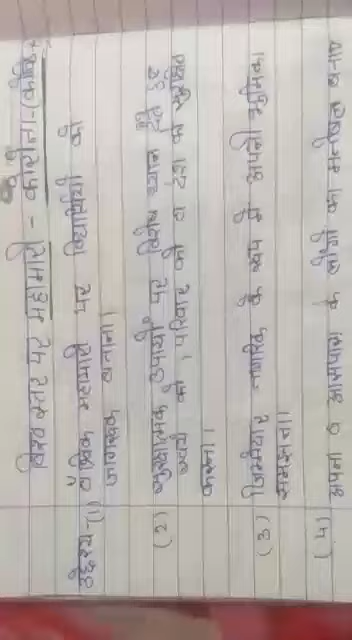 विश्व स्तर पर महामारी - कोरोना - (कोविड
उद्देश्य - (1) वैश्विक महामारी पर विद्यार्थियों को
जागरूक बनाना।
(2) सुरक्षात्मक उपायों पर विशेष ध्यान देते हुए
स्वयं को, परिवार को व देश को सुरक्षित
करना।
(3) जिम्मेदार नागरिक के रूप में अपनी भूमिका
समझना।
(4) अपना व आसपास के लोगों का मनोबल बनाए